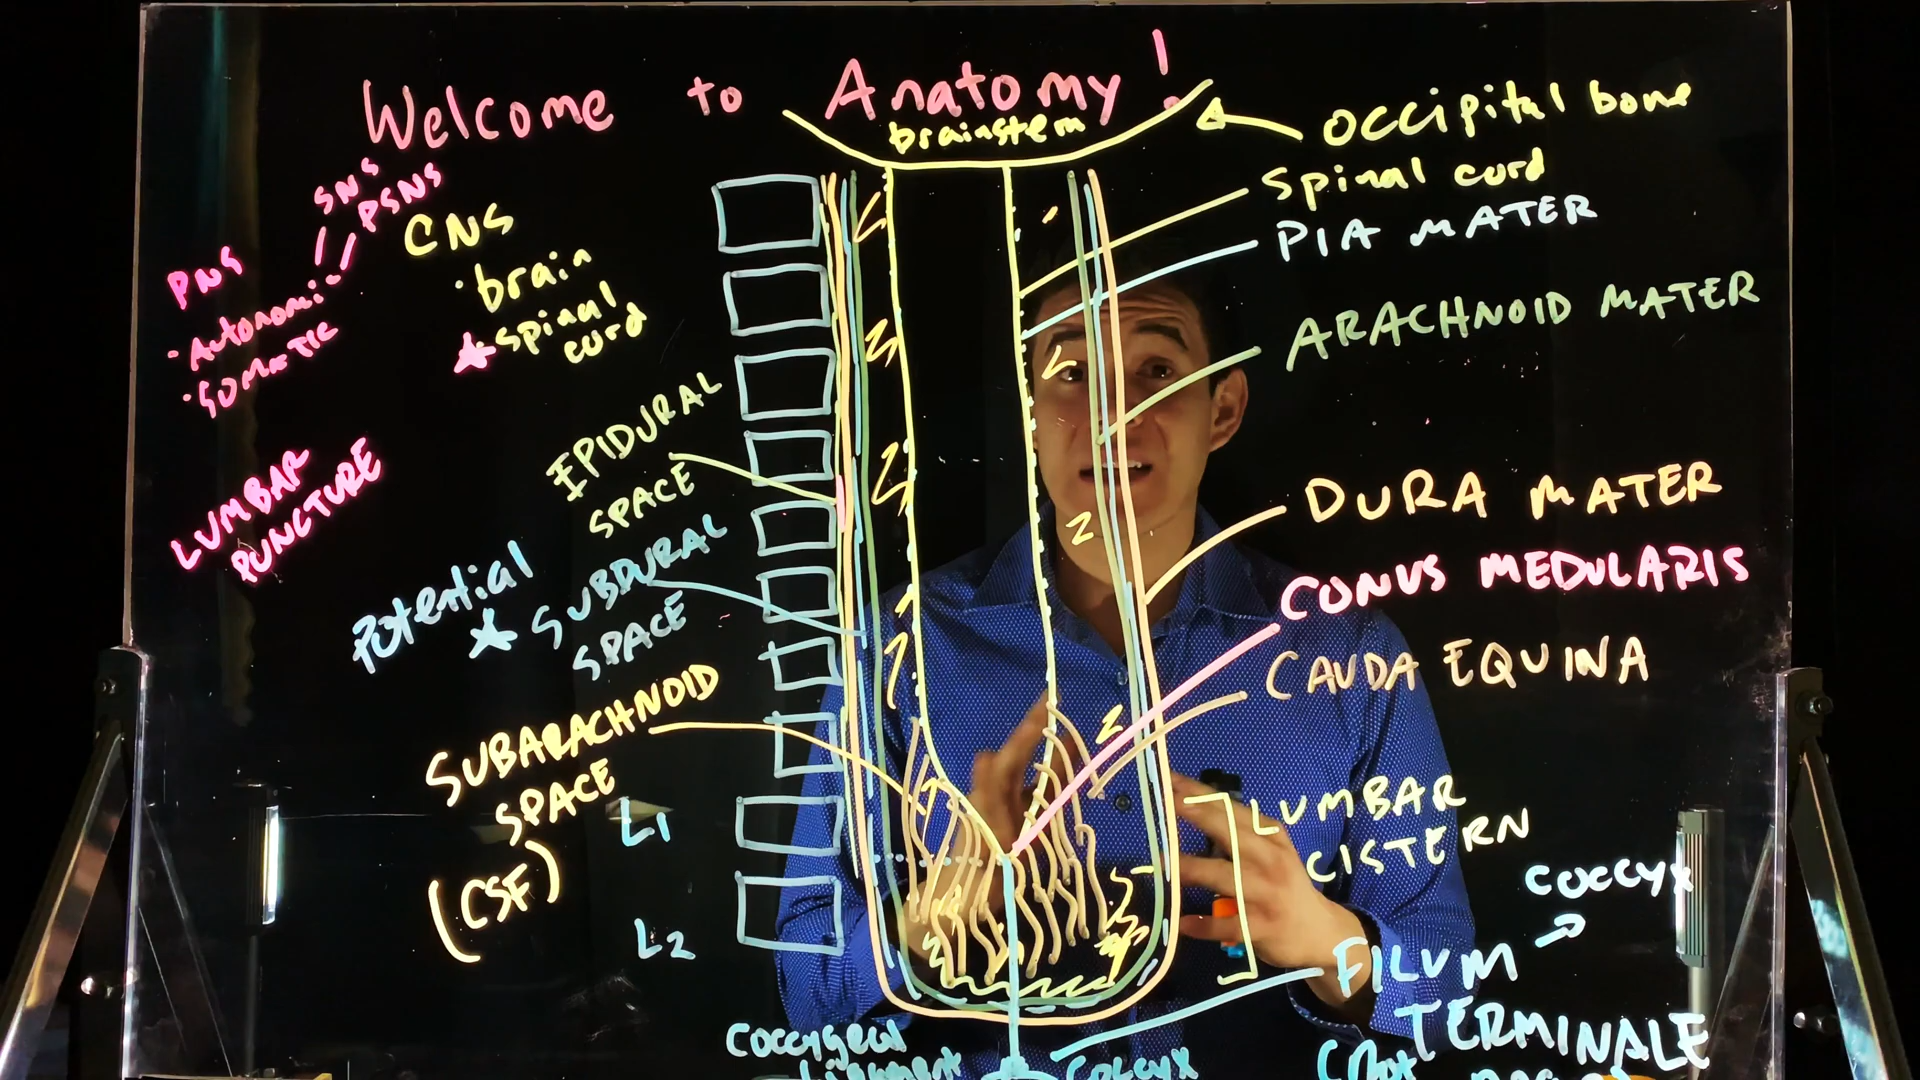 Welcome to Anatomy!
brainstem
occipital bone
Spinal cord
PIA MATER
ARACHNOID MATER
DURA MATER
CONUS MEDULARIS
CAUDA EQUINA
LUMBAR
CISTERN
COCCYX
FILUM
TERMINALE
SNS
PSNS
CNS
• brain
spinal
cord
PNS
• Autonomic
• Somatic
LUMBAR
PUNCTURE
EPIDURAL
SPACE
Potential
SUBDURAL
SPACE
SUBARACHNOID
SPACE
(CSF)
L1
L2
Coccygeal
Ligament
Coccyx